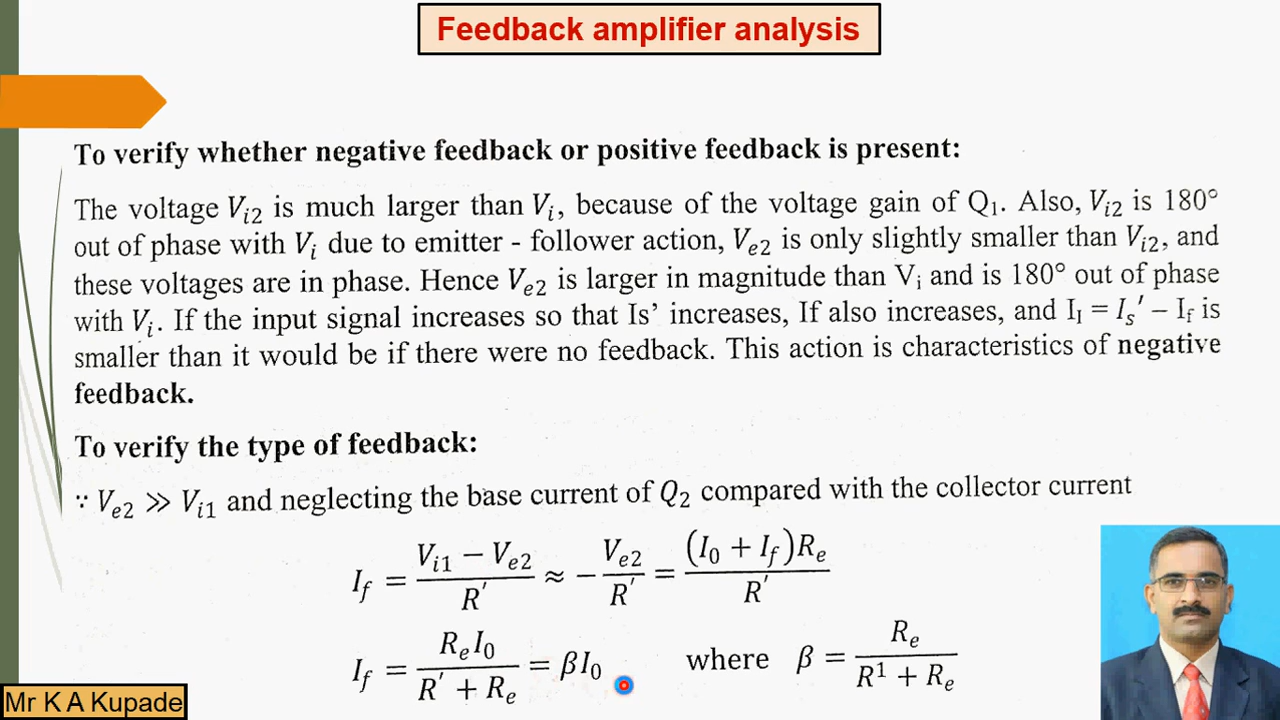 Feedback amplifier analysis
To verify whether negative feedback or positive feedback is present:
The voltage V_{i2} is much larger than V_i, because of the voltage gain of Q₁. Also, V_{i2} is 180°
out of phase with V_i due to emitter - follower action, V_{e2} is only slightly smaller than V_{i2}, and
these voltages are in phase. Hence V_{e2} is larger in magnitude than V_i and is 180° out of phase
with V_i. If the input signal increases so that Is’ increases, If also increases, and I_I = I_s′ − I_f is
smaller than it would be if there were no feedback. This action is characteristics of negative
feedback.
To verify the type of feedback:
∵ V_{e2} ≫ V_{i1} and neglecting the base current of Q₂ compared with the collector current
I_f = \frac{V_{i1} − V_{e2}}{R′} ≈ −\frac{V_{e2}}{R′} = \frac{(I_0 + I_f)R_e}{R′}
I_f = \frac{R_e I_0}{R′ + R_e} = βI_0 where β = \frac{R_e}{R^1 + R_e}
Mr K A Kupade